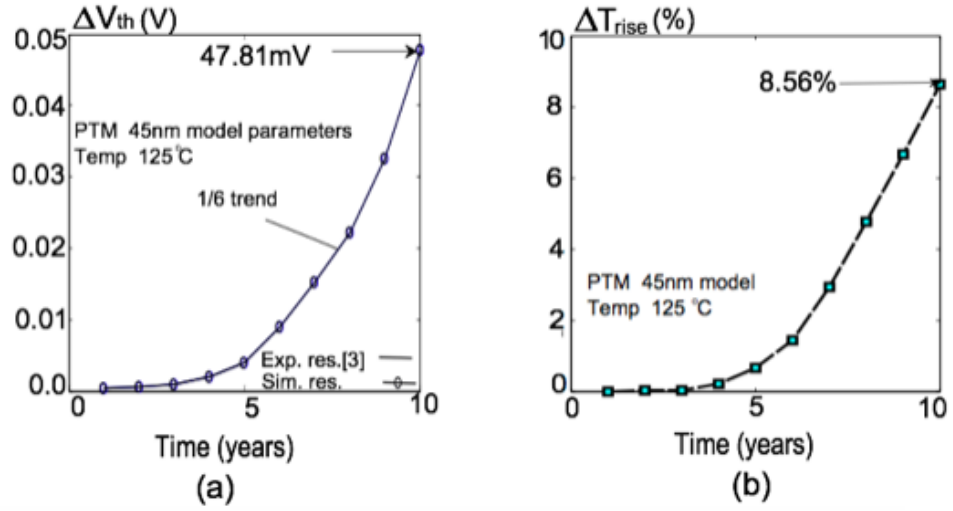 ΔVth (V)
0.05
47.81mV
0.04
PTM 45nm model parameters
Temp 125°C
0.03
1/6 trend
0.02
0.01
Exp. res.[3]
Sim. res.
0.0
0
5
10
Time (years)
(a)
ΔTrise (%)
10
8.56%
8
6
4
PTM 45nm model
Temp 125 °C
2
0
0
5
10
Time (years)
(b)